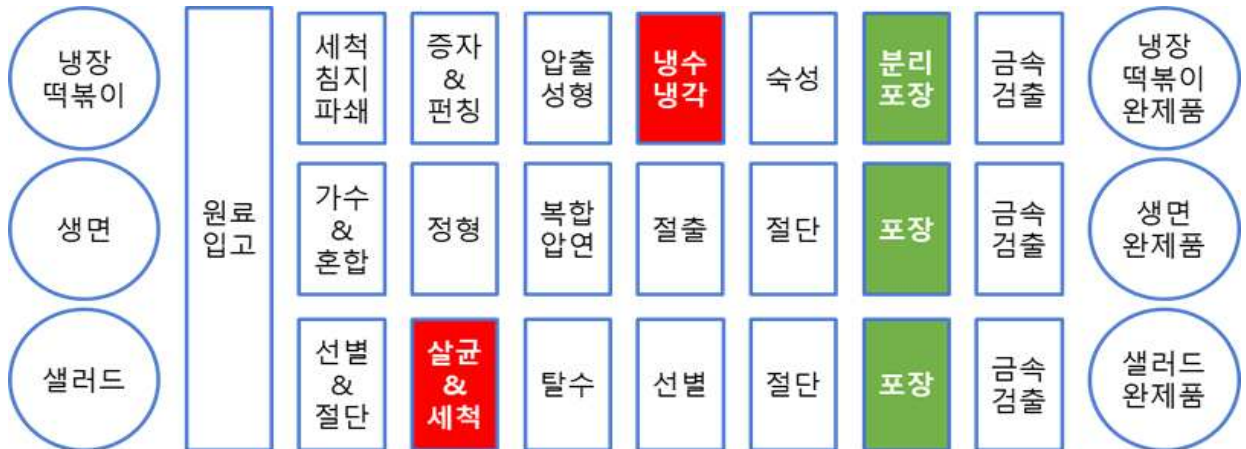 냉장
떡볶이
원료
입고
세척
침지
파쇄
증자
&
펀칭
압출
성형
냉수
냉각
숙성
분리
포장
금속
검출
냉장
떡볶이
완제품
생면
가수
&
혼합
정형
복합
압연
절출
절단
포장
금속
검출
생면
완제품
샐러드
선별
&
절단
살균
&
세척
탈수
선별
절단
포장
금속
검출
샐러드
완제품